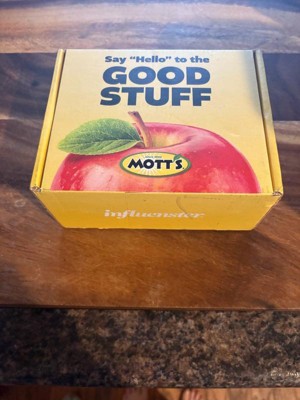 Say "Hello" to the
GOOD
STUFF
MOTT'S
influenster